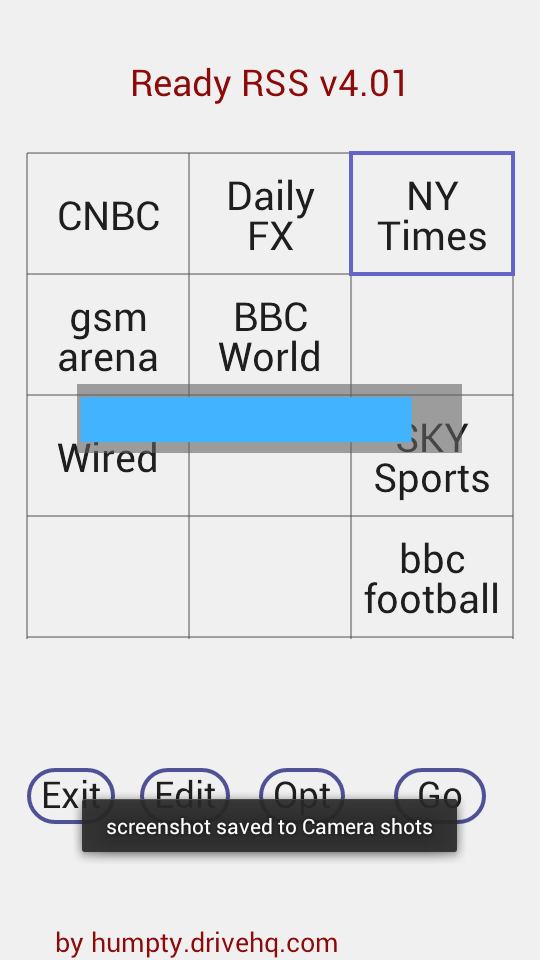 Ready RSS v4.01
CNBC
Daily
FX
NY
Times
gsm
arena
BBC
World
Wired
SKY
Sports
bbc
football
Exit
Edit
Opt
Go
screenshot saved to Camera shots
by humpty.drivehq.com